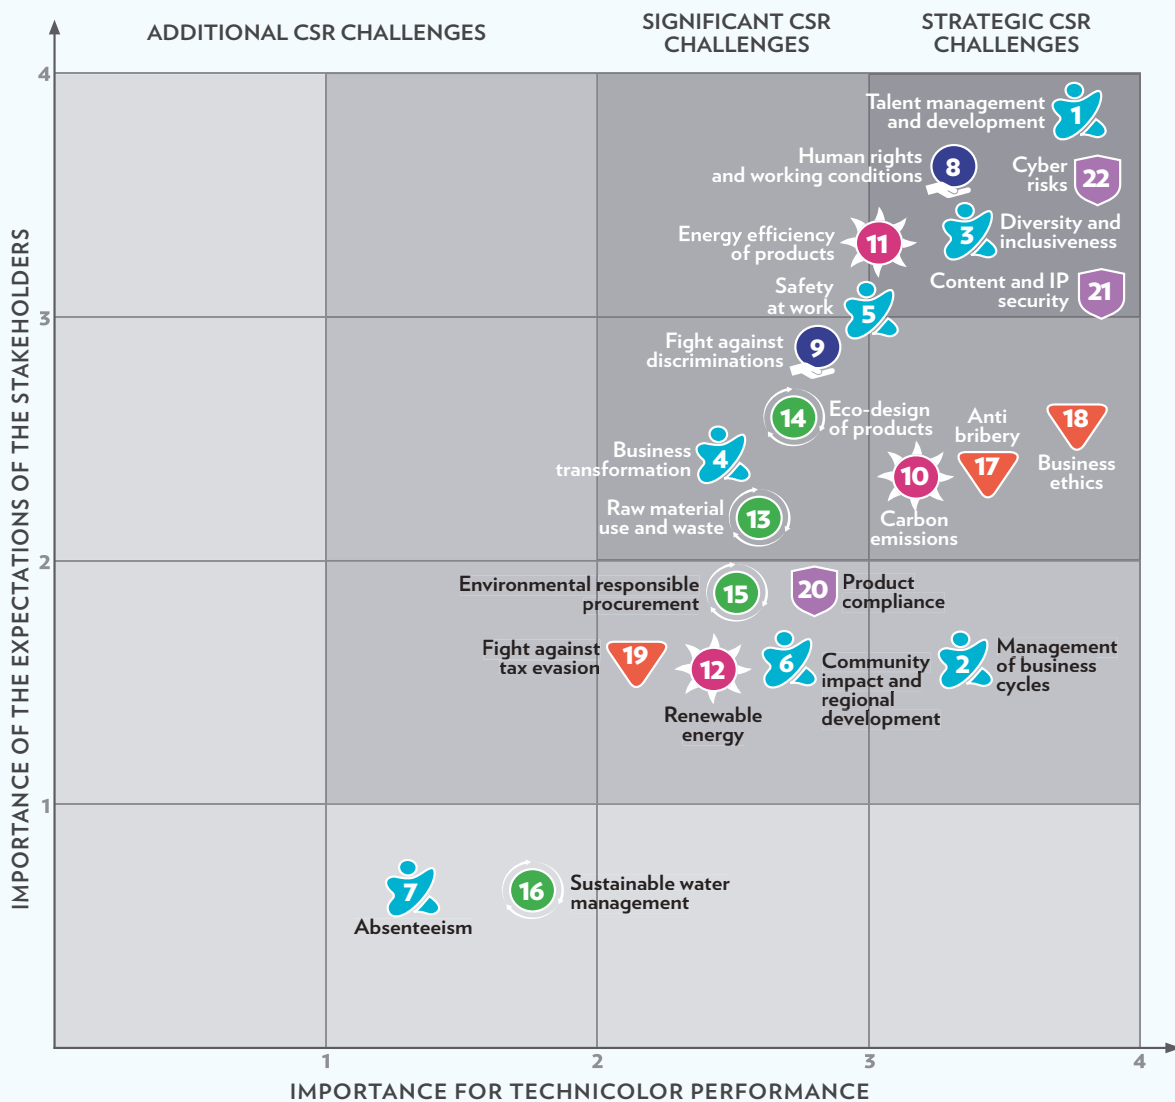 ADDITIONAL CSR CHALLENGES
SIGNIFICANT CSR
CHALLENGES
STRATEGIC CSR
CHALLENGES
IMPORTANCE OF THE EXPECTATIONS OF THE STAKEHOLDERS
4
3
2
1
Talent management
and development
1
Human rights
and working conditions
8
Cyber
risks
22
Energy efficiency
of products
11
3
Diversity and
inclusiveness
Safety
at work
5
Content and IP
security
21
Fight against
discriminations
9
14
Eco-design
of products
Anti
bribery
17
18
Business
ethics
Business
transformation
4
10
Carbon
emissions
Raw material
use and waste
13
Environmental responsible
procurement
15
20
Product
compliance
Fight against
tax evasion
19
12
Renewable
energy
6
Community
impact and
regional
development
2
Management
of business
cycles
7
Absenteeism
16
Sustainable water
management
1
2
3
4
IMPORTANCE FOR TECHNICOLOR PERFORMANCE